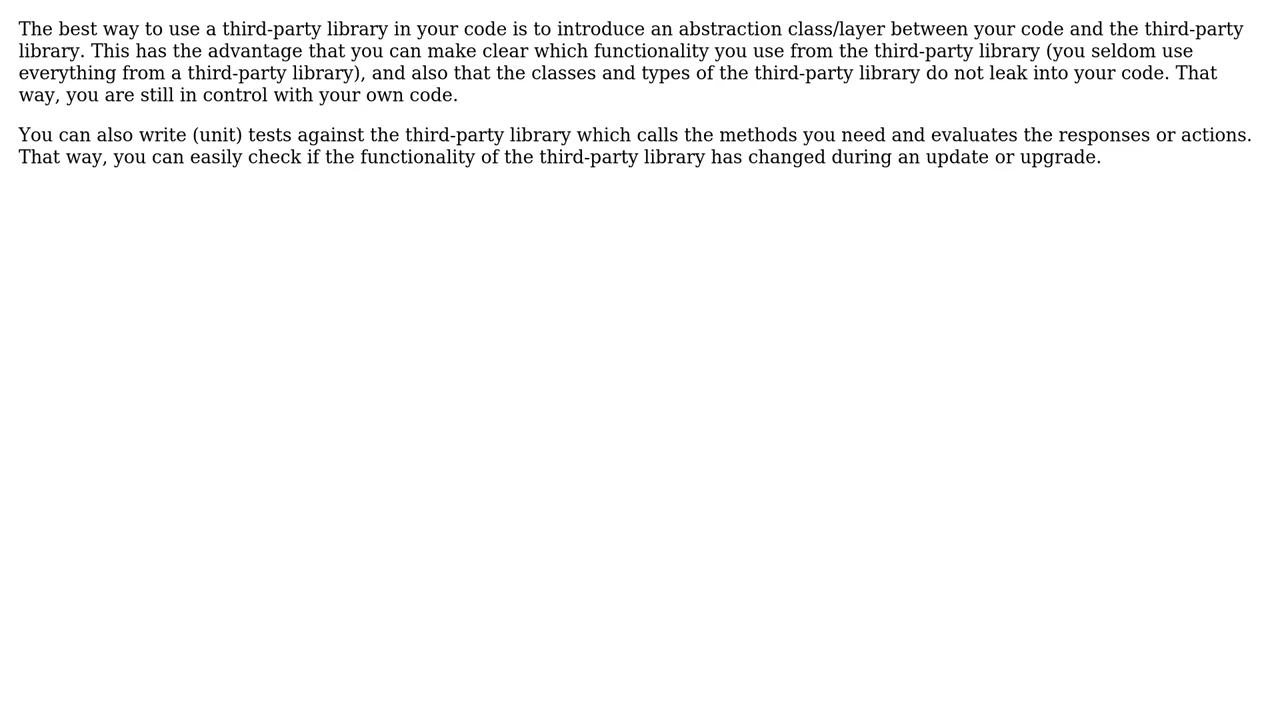 The best way to use a third-party library in your code is to introduce an abstraction class/layer between your code and the third-party
library. This has the advantage that you can make clear which functionality you use from the third-party library (you seldom use
everything from a third-party library), and also that the classes and types of the third-party library do not leak into your code. That
way, you are still in control with your own code.
You can also write (unit) tests against the third-party library which calls the methods you need and evaluates the responses or actions.
That way, you can easily check if the functionality of the third-party library has changed during an update or upgrade.